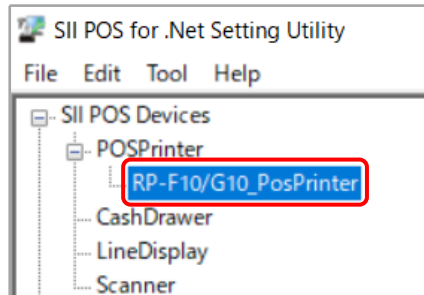 SII POS for .Net Setting Utility
File Edit Tool Help
SII POS Devices
POSPrinter
RP-F10/G10_PosPrinter
CashDrawer
LineDisplay
Scanner